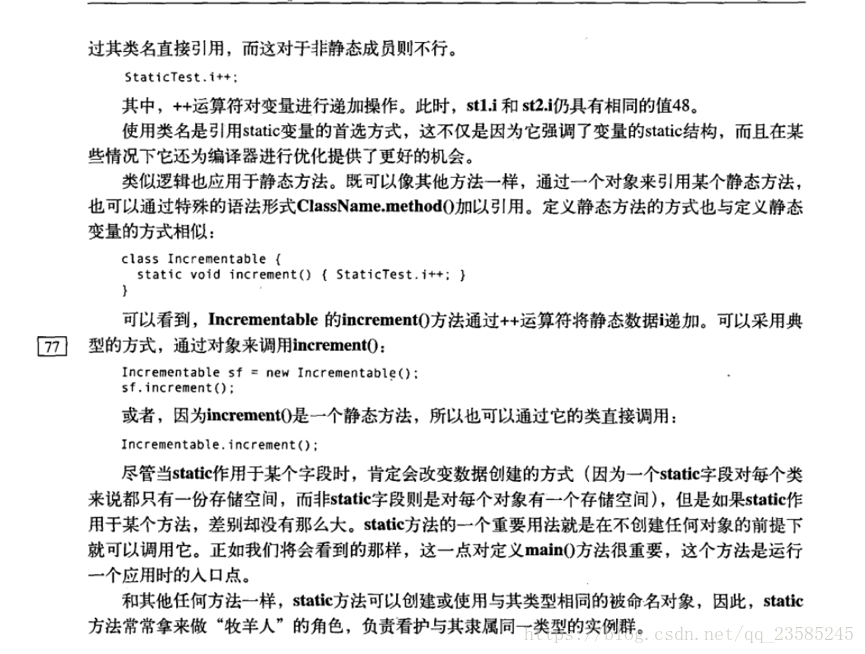 过其类名直接引用，而这对于非静态成员则不行。
StaticTest.i++;
其中，++运算符对变量进行递加操作。此时，st1.i 和 st2.i仍具有相同的值48。
使用类名是引用static变量的首选方式，这不仅是因为它强调了变量的static结构，而且在某
些情况下它还为编译器进行优化提供了更好的机会。
类似逻辑也应用于静态方法。既可以像其他方法一样，通过一个对象来引用某个静态方法，
也可以通过特殊的语法形式ClassName.method()加以引用。定义静态方法的方式也与定义静态
变量的方式相似：
class Incrementable {
static void increment() { StaticTest.i++; }
}
可以看到，Incrementable 的increment()方法通过++运算符将静态数据i递加。可以采用典
77 型的方式，通过对象来调用increment()：
Incrementable sf = new Incrementable();
sf.increment();
或者，因为increment()是一个静态方法，所以也可以通过它的类直接调用：
Incrementable.increment();
尽管当static作用于某个字段时，肯定会改变数据创建的方式（因为一个static字段对每个类
来说都只有一份存储空间，而非static字段则是对每个对象有一个存储空间），但是如果static作
用于某个方法，差别却没有那么大。static方法的一个重要用法就是在不创建任何对象的前提下
就可以调用它。正如我们将会看到的那样，这一点对定义main()方法很重要，这个方法是运行
一个应用时的入口点。
和其他任何方法一样，static方法可以创建或使用与其类型相同的被命名对象，因此，static
方法常常拿来做“牧羊人”的角色，负责看护与其隶属同一类型的实例群。
https://blog.csdn.net/qq_23585245